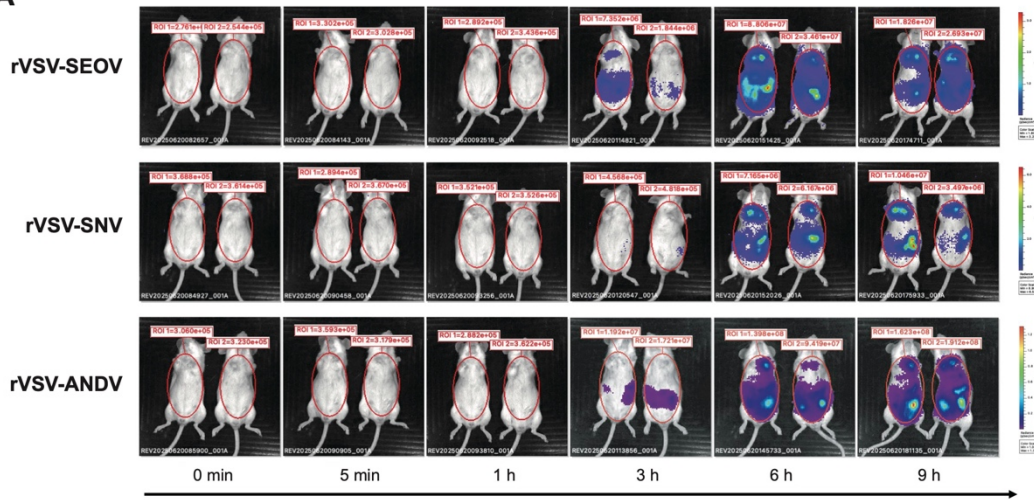 rVSV-SEOV
ROI 1=2.761e+05
ROI 2=2.544e+05
REV20250620082657_001A
ROI 1=3.302e+05
ROI 2=3.028e+05
REV20250620084143_001A
ROI 1=2.892e+05
ROI 2=3.436e+05
REV20250620092518_001A
ROI 1=7.352e+06
ROI 2=1.844e+06
REV20250620114821_001A
ROI 1=8.806e+07
ROI 2=3.461e+07
REV20250620151425_001A
ROI 1=1.826e+07
ROI 2=2.693e+07
REV20250620174711_001A
rVSV-SNV
ROI 1=3.688e+05
ROI 2=3.614e+05
REV20250620084927_001A
ROI 1=2.894e+05
ROI 2=3.670e+05
REV20250620090458_001A
ROI 1=3.521e+05
ROI 2=3.526e+05
REV20250620093256_001A
ROI 1=4.568e+05
ROI 2=4.818e+05
REV20250620120547_001A
ROI 1=7.165e+06
ROI 2=6.167e+06
REV20250620152026_001A
ROI 1=1.046e+07
ROI 2=3.497e+06
REV20250620175933_001A
rVSV-ANDV
ROI 1=3.060e+05
ROI 2=3.230e+05
REV20250620085900_001A
ROI 1=3.593e+05
ROI 2=3.179e+05
REV20250620090905_001A
ROI 1=2.882e+05
ROI 2=3.622e+05
REV20250620093810_001A
ROI 1=1.192e+07
ROI 2=1.721e+07
REV20250620113856_001A
ROI 1=1.398e+08
ROI 2=9.419e+07
REV20250620145733_001A
ROI 1=1.623e+08
ROI 2=1.912e+08
REV20250620181135_001A
0 min
5 min
1 h
3 h
6 h
9 h